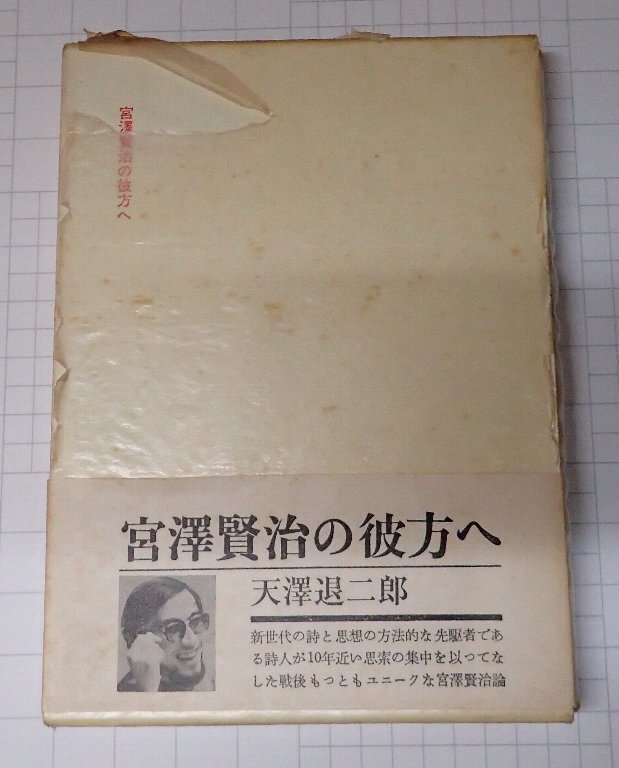 宮澤賢治の彼方へ
宮澤賢治の彼方へ
天澤退二郎
新世代の詩と思想の方法的な先駆者であ
る詩人が10年近い思索の集中を以ってな
した戦後もっともユニークな宮澤賢治論